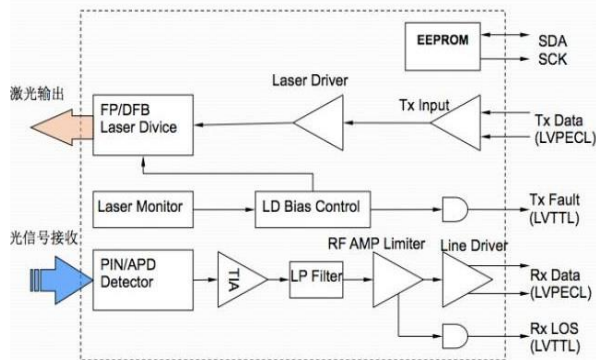 EEPROM
SDA
SCK
激光输出
Laser Driver
FP/DFB
Laser Divice
Tx Input
Tx Data
(LVPECL)
Laser Monitor
LD Bias Control
Tx Fault
(LVTTL)
光信号接收
RF AMP Limiter
Line Driver
PIN/APD
Detector
TIA
LP Filter
Rx Data
(LVPECL)
Rx LOS
(LVTTL)